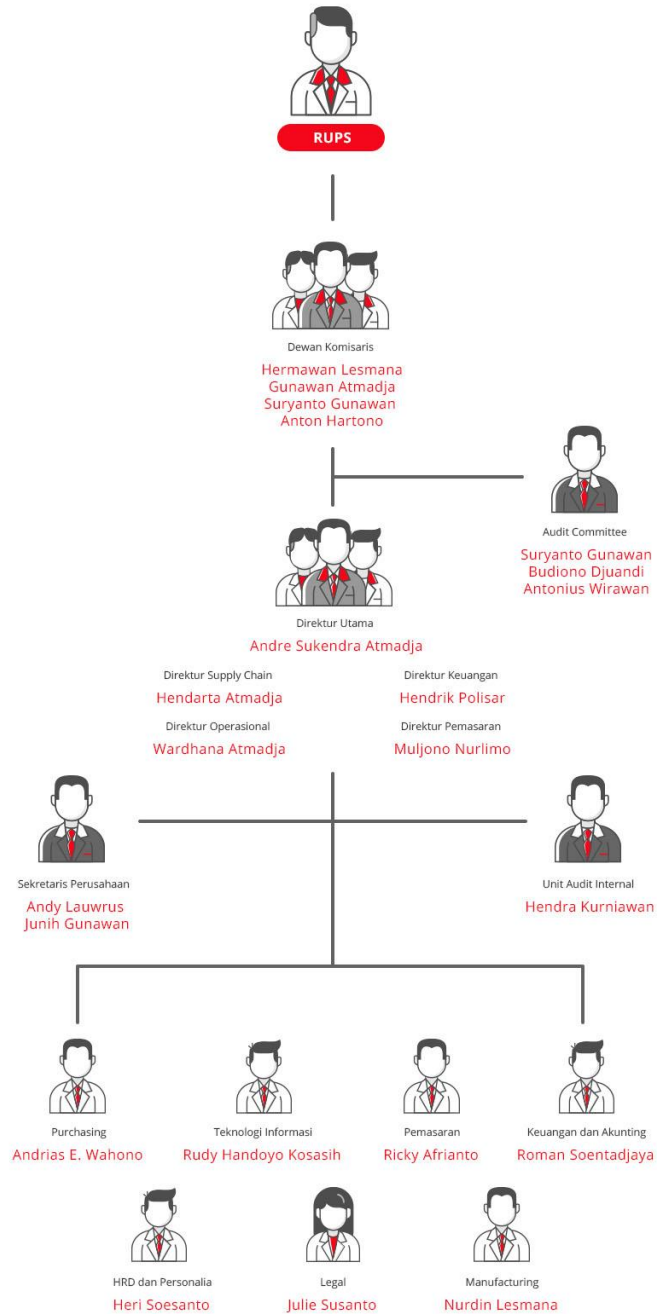 RUPS
Dewan Komisaris
Hermawan Lesmana
Gunawan Atmadja
Suryanto Gunawan
Anton Hartono
Audit Committee
Suryanto Gunawan
Budiono Djuandi
Antonius Wirawan
Direktur Utama
Andre Sukendra Atmadja
Direktur Supply Chain
Hendarta Atmadja
Direktur Keuangan
Hendrik Polisar
Direktur Operasional
Wardhana Atmadja
Direktur Pemasaran
Muljono Nurlimo
Sekretaris Perusahaan
Andy Lauwrus
Junih Gunawan
Unit Audit Internal
Hendra Kurniawan
Purchasing
Andrias E. Wahono
Teknologi Informasi
Rudy Handoyo Kosasih
Pemasaran
Ricky Afrianto
Keuangan dan Akunting
Roman Soentadjaya
HRD dan Personalia
Heri Soesanto
Legal
Julie Susanto
Manufacturing
Nurdin Lesmana